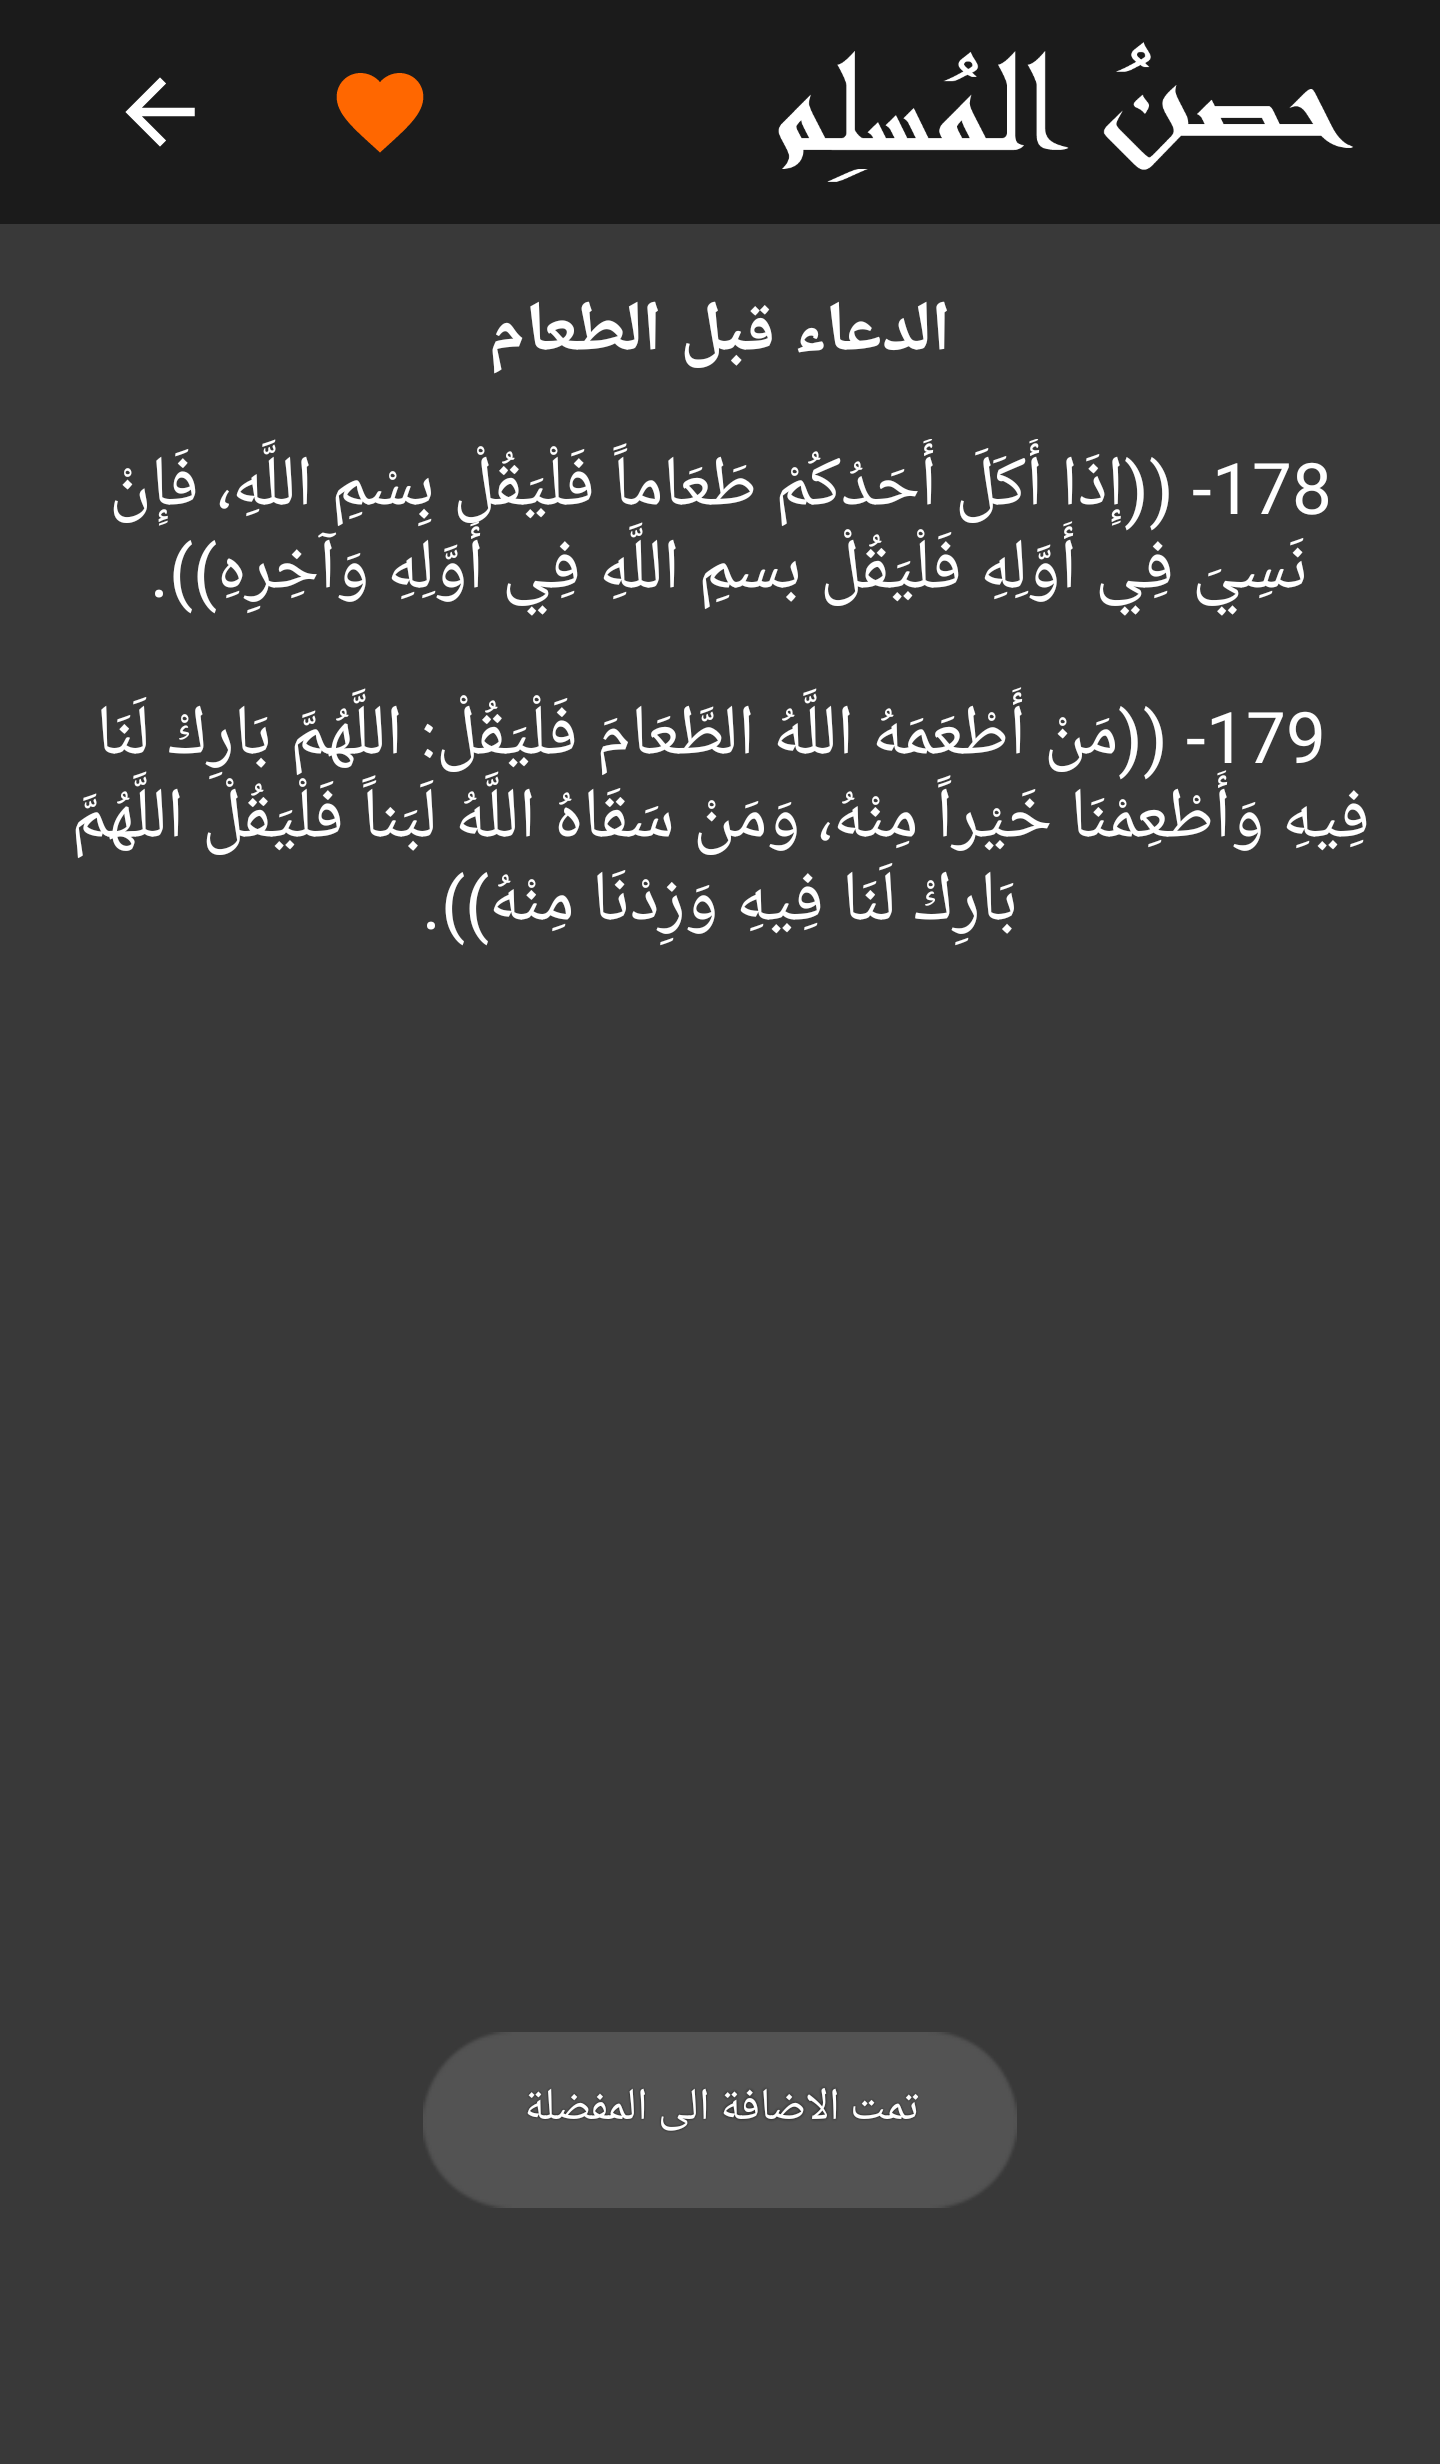 حصنُ المُسلِم
الدعاء قبل الطعام
178- ((إِذَا أَكَلَ أَحَدُكُمْ طَعَاماً فَلْيَقُلْ بِسْمِ اللَّهِ، فَإِنْ
نَسِيَ فِي أَوَّلِهِ فَلْيَقُلْ بسمِ اللَّهِ فِي أَوَّلِهِ وَآخِرِهِ)).
179- ((مَنْ أَطْعَمَهُ اللَّهُ الطَّعَامَ فَلْيَقُلْ: اللَّهُمَّ بَارِكْ لَنَا
فِيهِ وَأَطْعِمْنَا خَيْراً مِنْهُ، وَمَنْ سَقَاهُ اللَّهُ لَبَناً فَلْيَقُلْ اللَّهُمَّ
بَارِكْ لَنَا فِيهِ وَزِدْنَا مِنْهُ)).
تمت الاضافة الى المفضلة